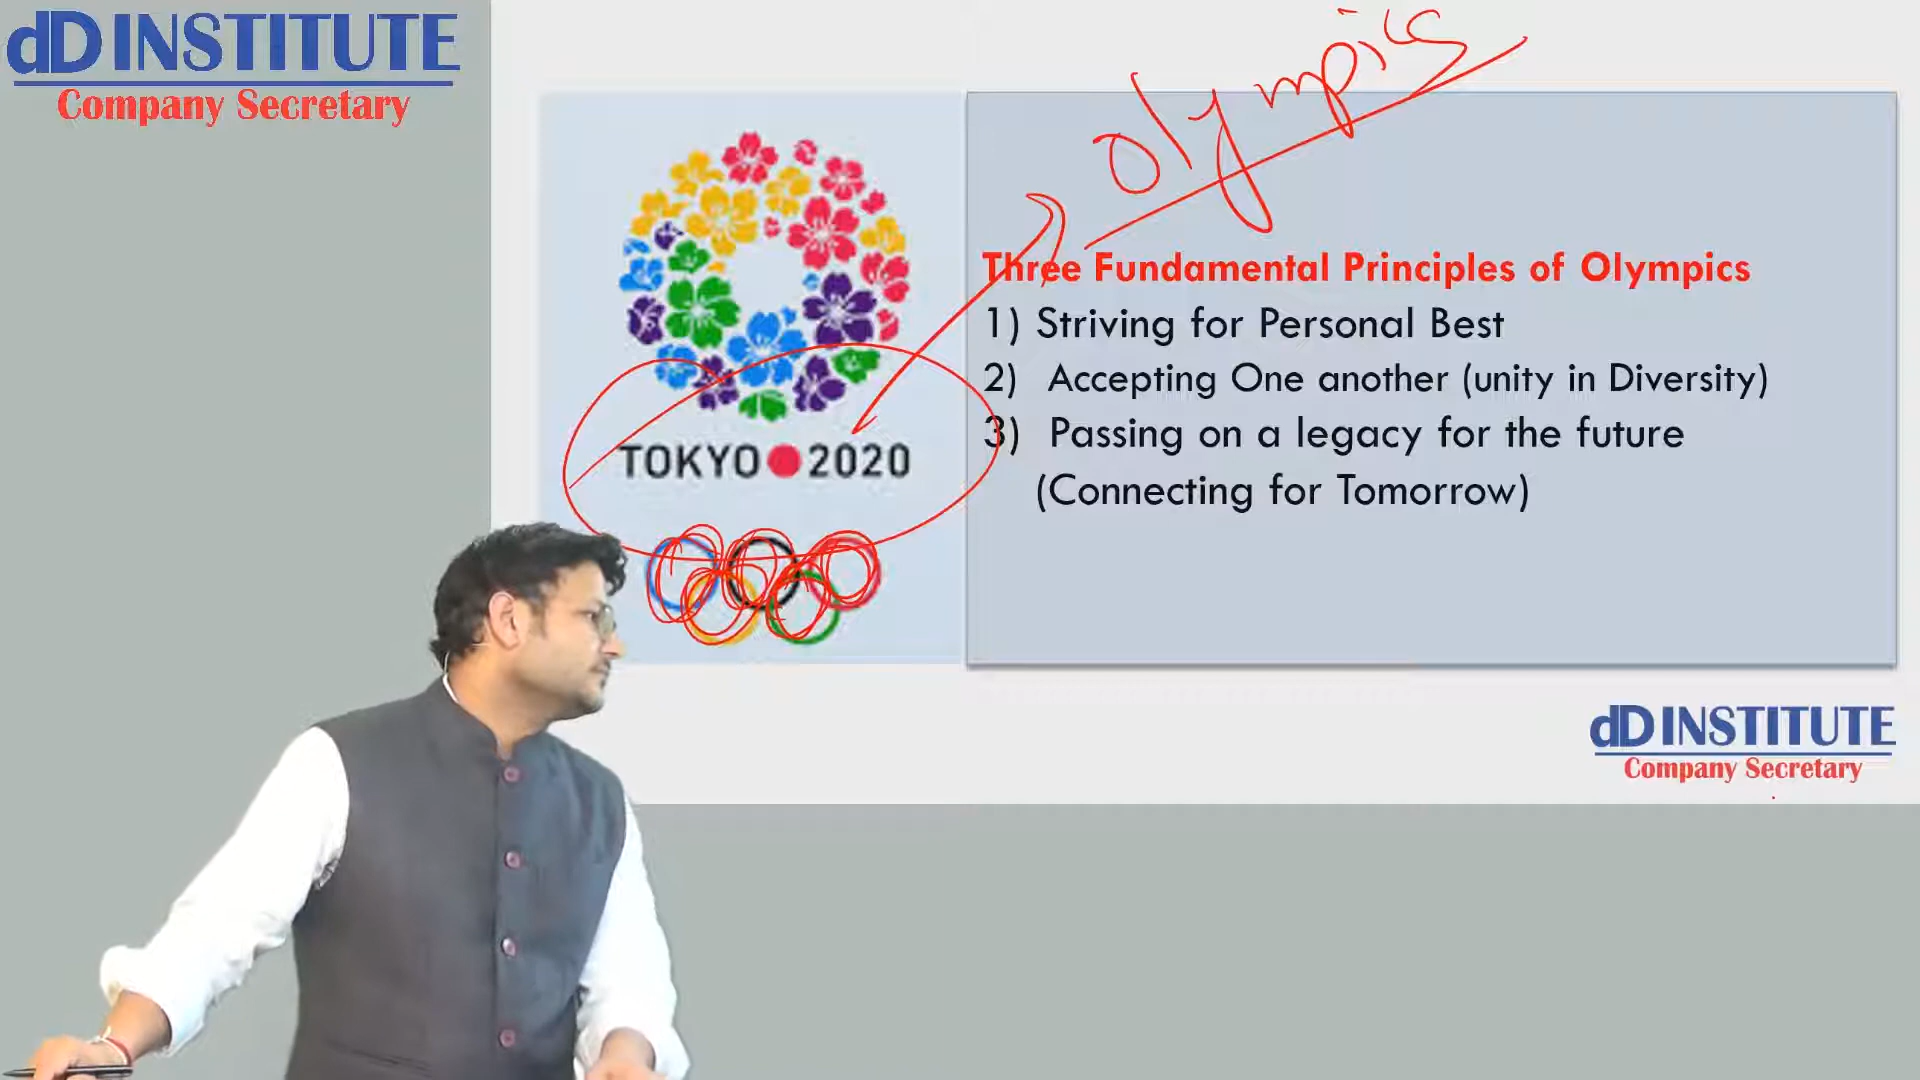 dD INSTITUTE
Company Secretary
Olympics
TOKYO 2020
Three Fundamental Principles of Olympics
1) Striving for Personal Best
2) Accepting One another (unity in Diversity)
3) Passing on a legacy for the future
(Connecting for Tomorrow)
dD INSTITUTE
Company Secretary